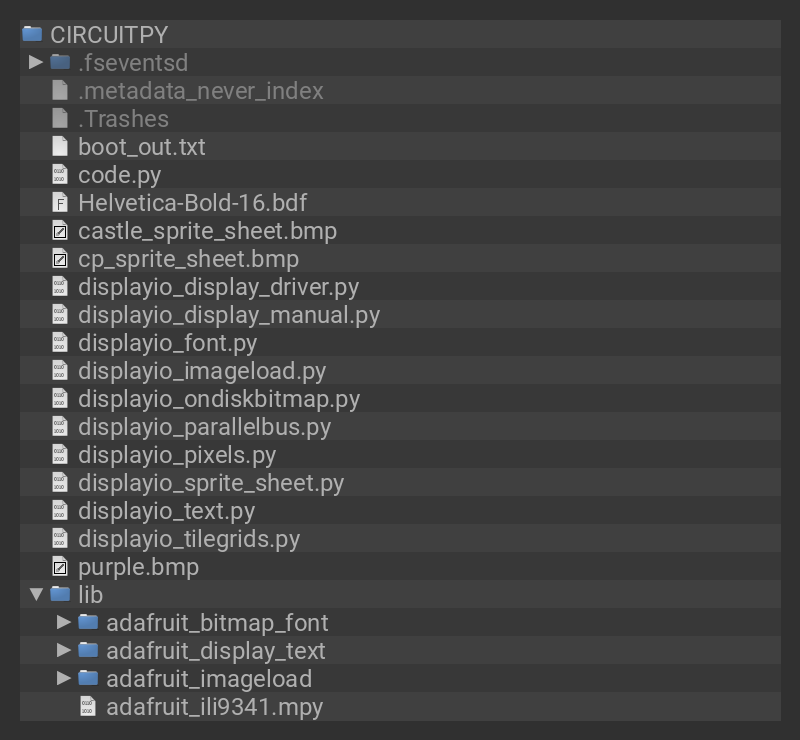 CIRCUITPY
.fseventsd
.metadata_never_index
.Trashes
boot_out.txt
code.py
Helvetica-Bold-16.bdf
castle_sprite_sheet.bmp
cp_sprite_sheet.bmp
displayio_display_driver.py
displayio_display_manual.py
displayio_font.py
displayio_imageload.py
displayio_ondiskbitmap.py
displayio_parallelbus.py
displayio_pixels.py
displayio_sprite_sheet.py
displayio_text.py
displayio_tilegrids.py
purple.bmp
lib
adafruit_bitmap_font
adafruit_display_text
adafruit_imageload
adafruit_ili9341.mpy